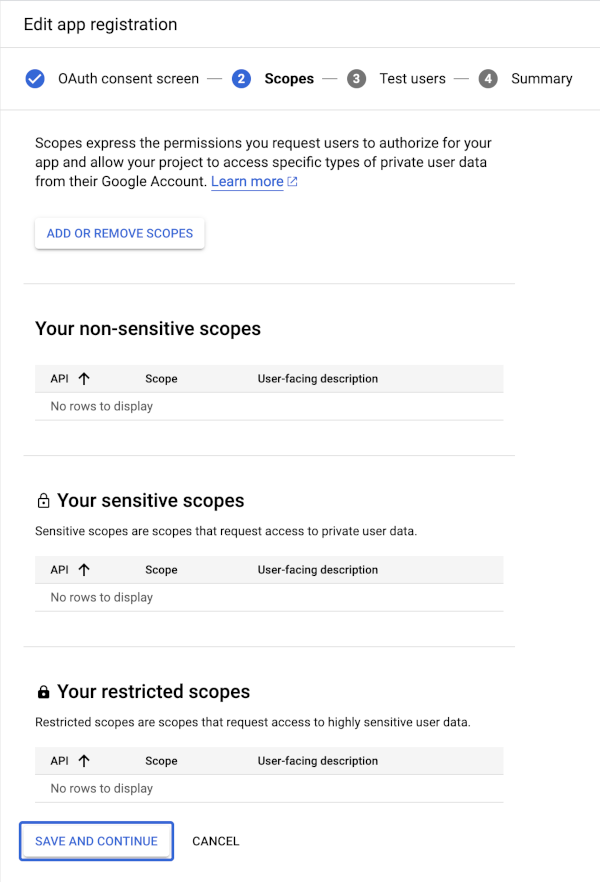 Edit app registration
OAuth consent screen — 2 Scopes — 3 Test users — 4 Summary
Scopes express the permissions you request users to authorize for your
app and allow your project to access specific types of private user data
from their Google Account. Learn more
ADD OR REMOVE SCOPES
Your non-sensitive scopes
API Scope User-facing description
No rows to display
Your sensitive scopes
Sensitive scopes are scopes that request access to private user data.
API Scope User-facing description
No rows to display
Your restricted scopes
Restricted scopes are scopes that request access to highly sensitive user data.
API Scope User-facing description
No rows to display
SAVE AND CONTINUE CANCEL